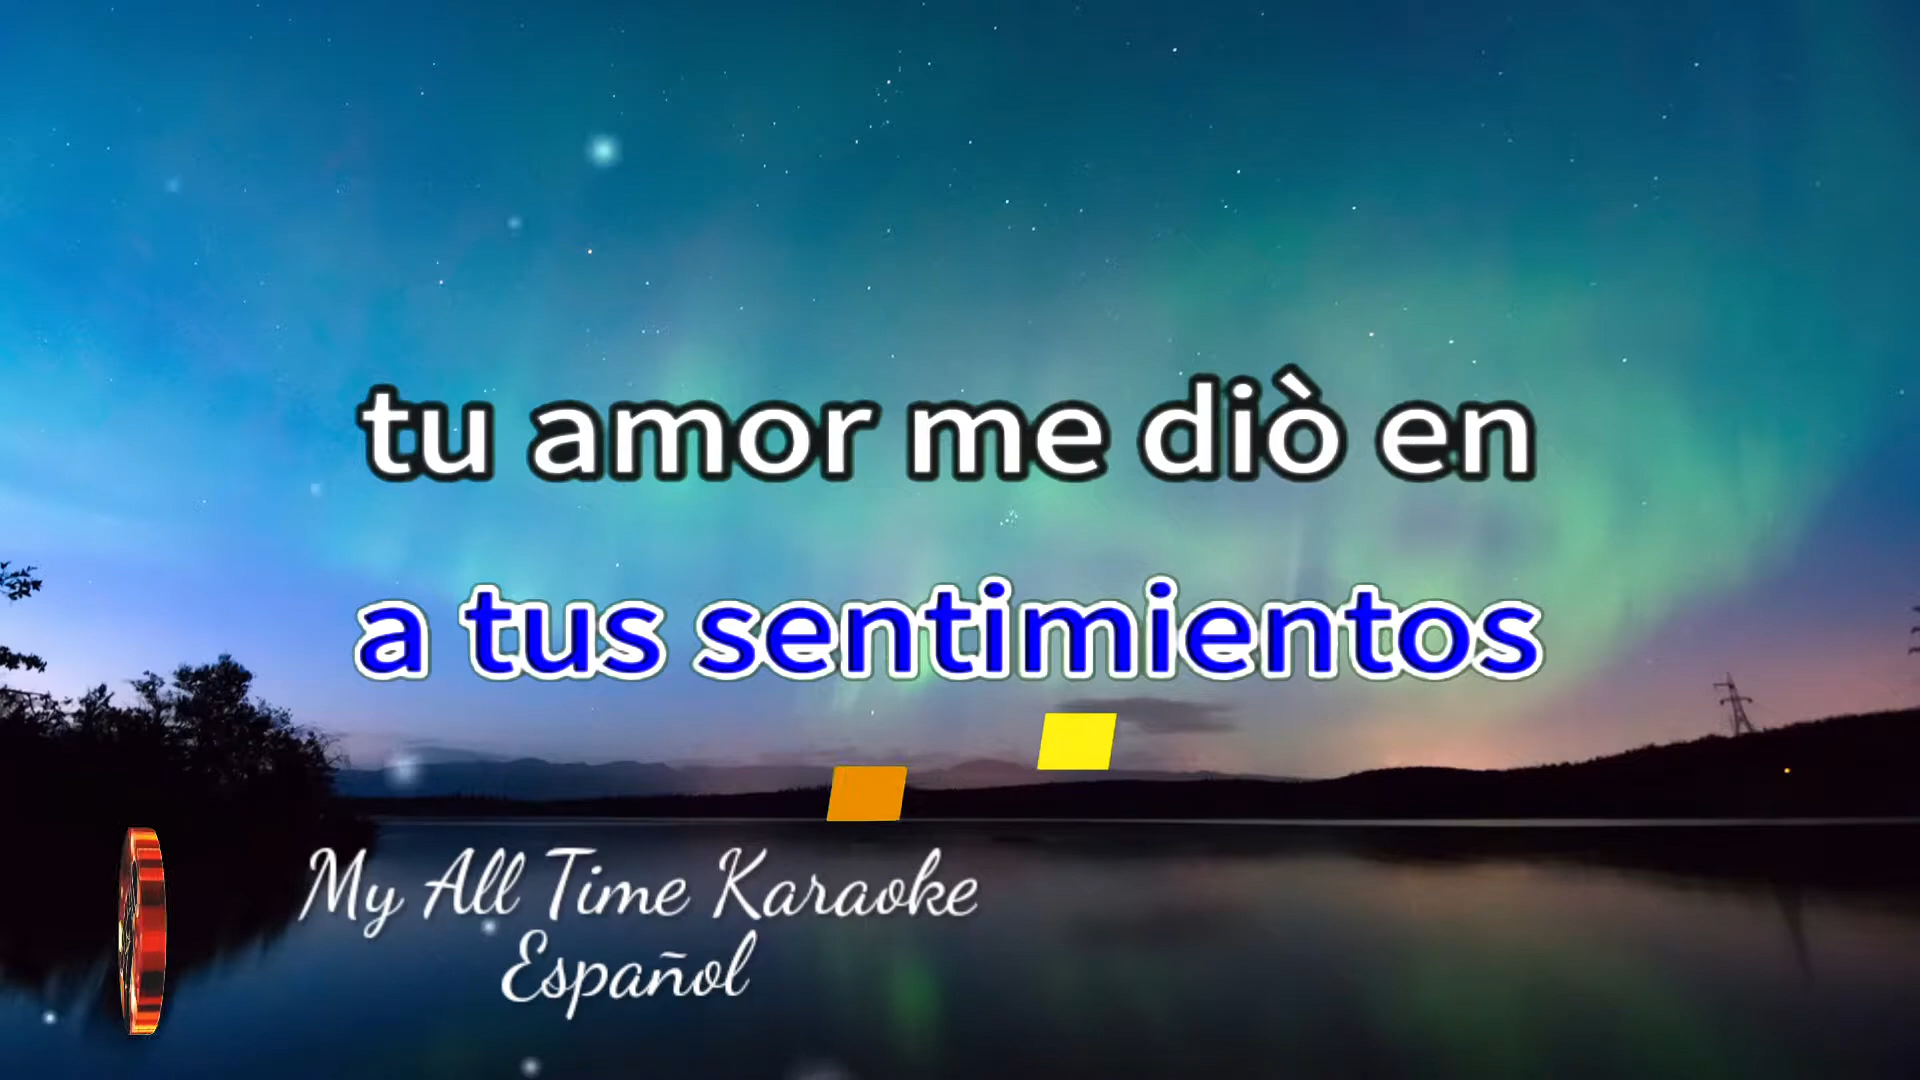 tu amor me diò en
a tus sentimientos
My All Time Karaoke
Español